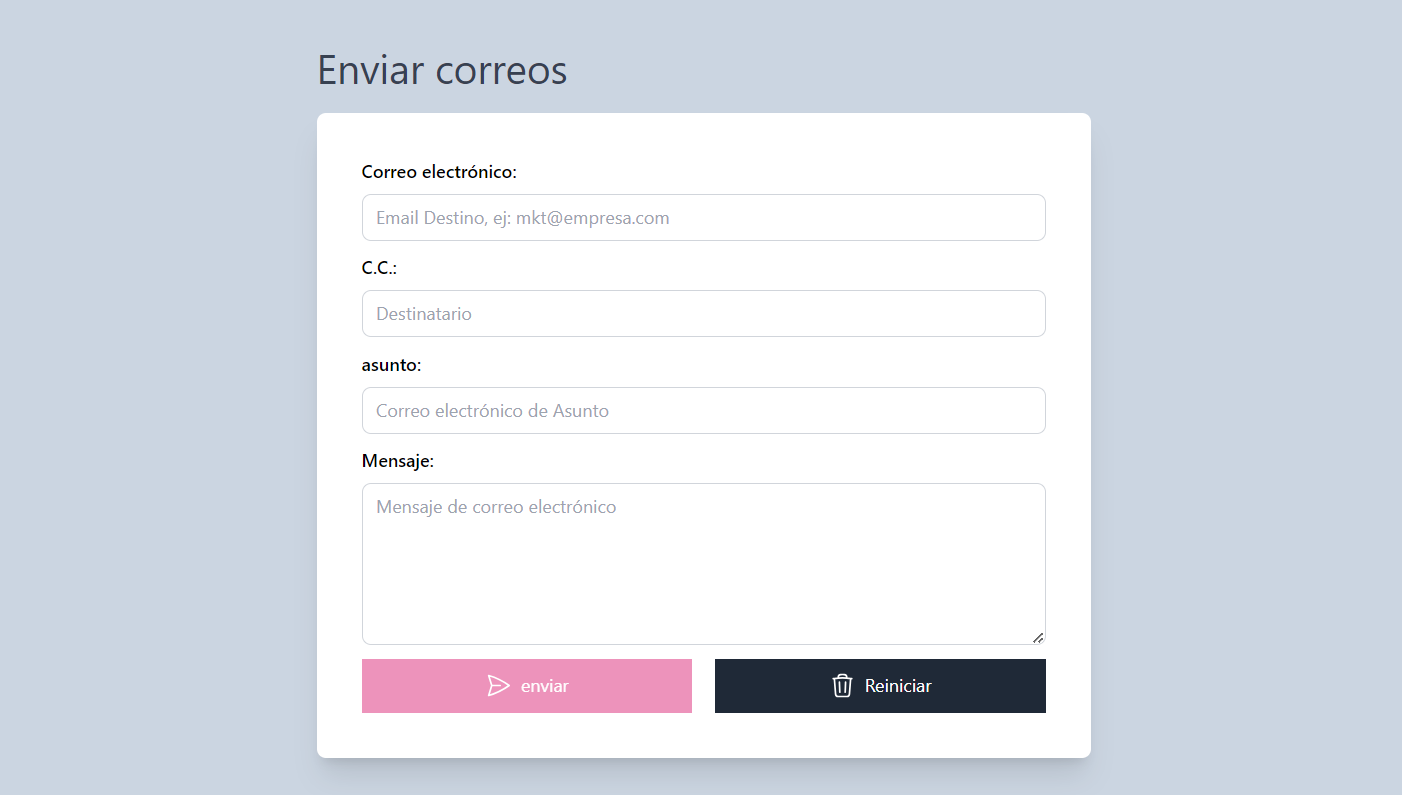 Enviar correos
Correo electrónico:
Email Destino, ej: mkt@empresa.com
C.C.:
Destinatario
asunto:
Correo electrónico de Asunto
Mensaje:
Mensaje de correo electrónico
enviar
Reiniciar